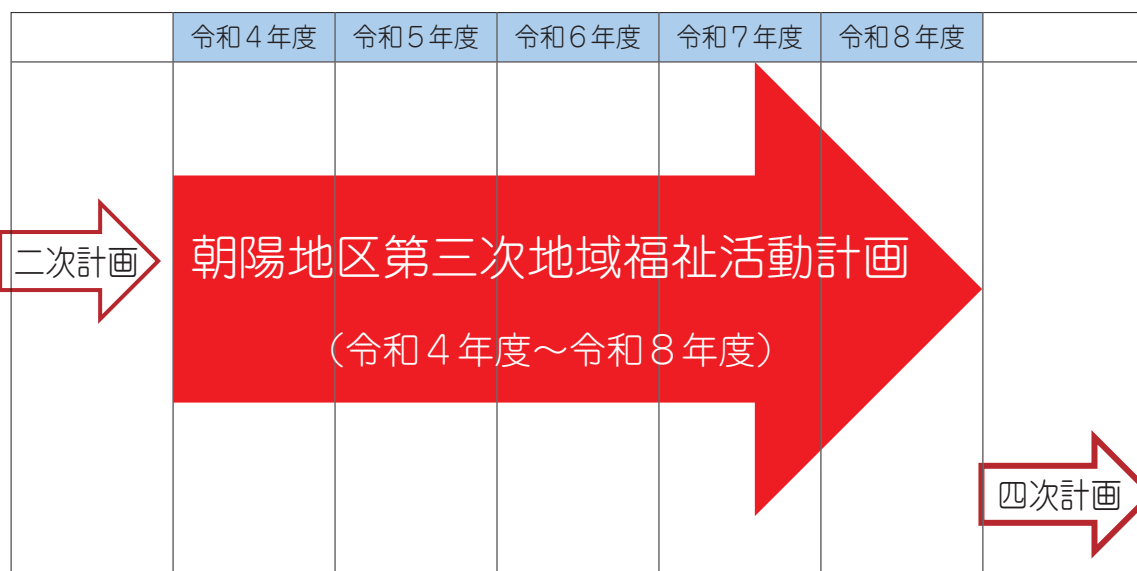 令和４年度 令和５年度 令和６年度 令和７年度 令和８年度
二次計画
朝陽地区第三次地域福祉活動計画
（令和４年度～令和８年度）
四次計画